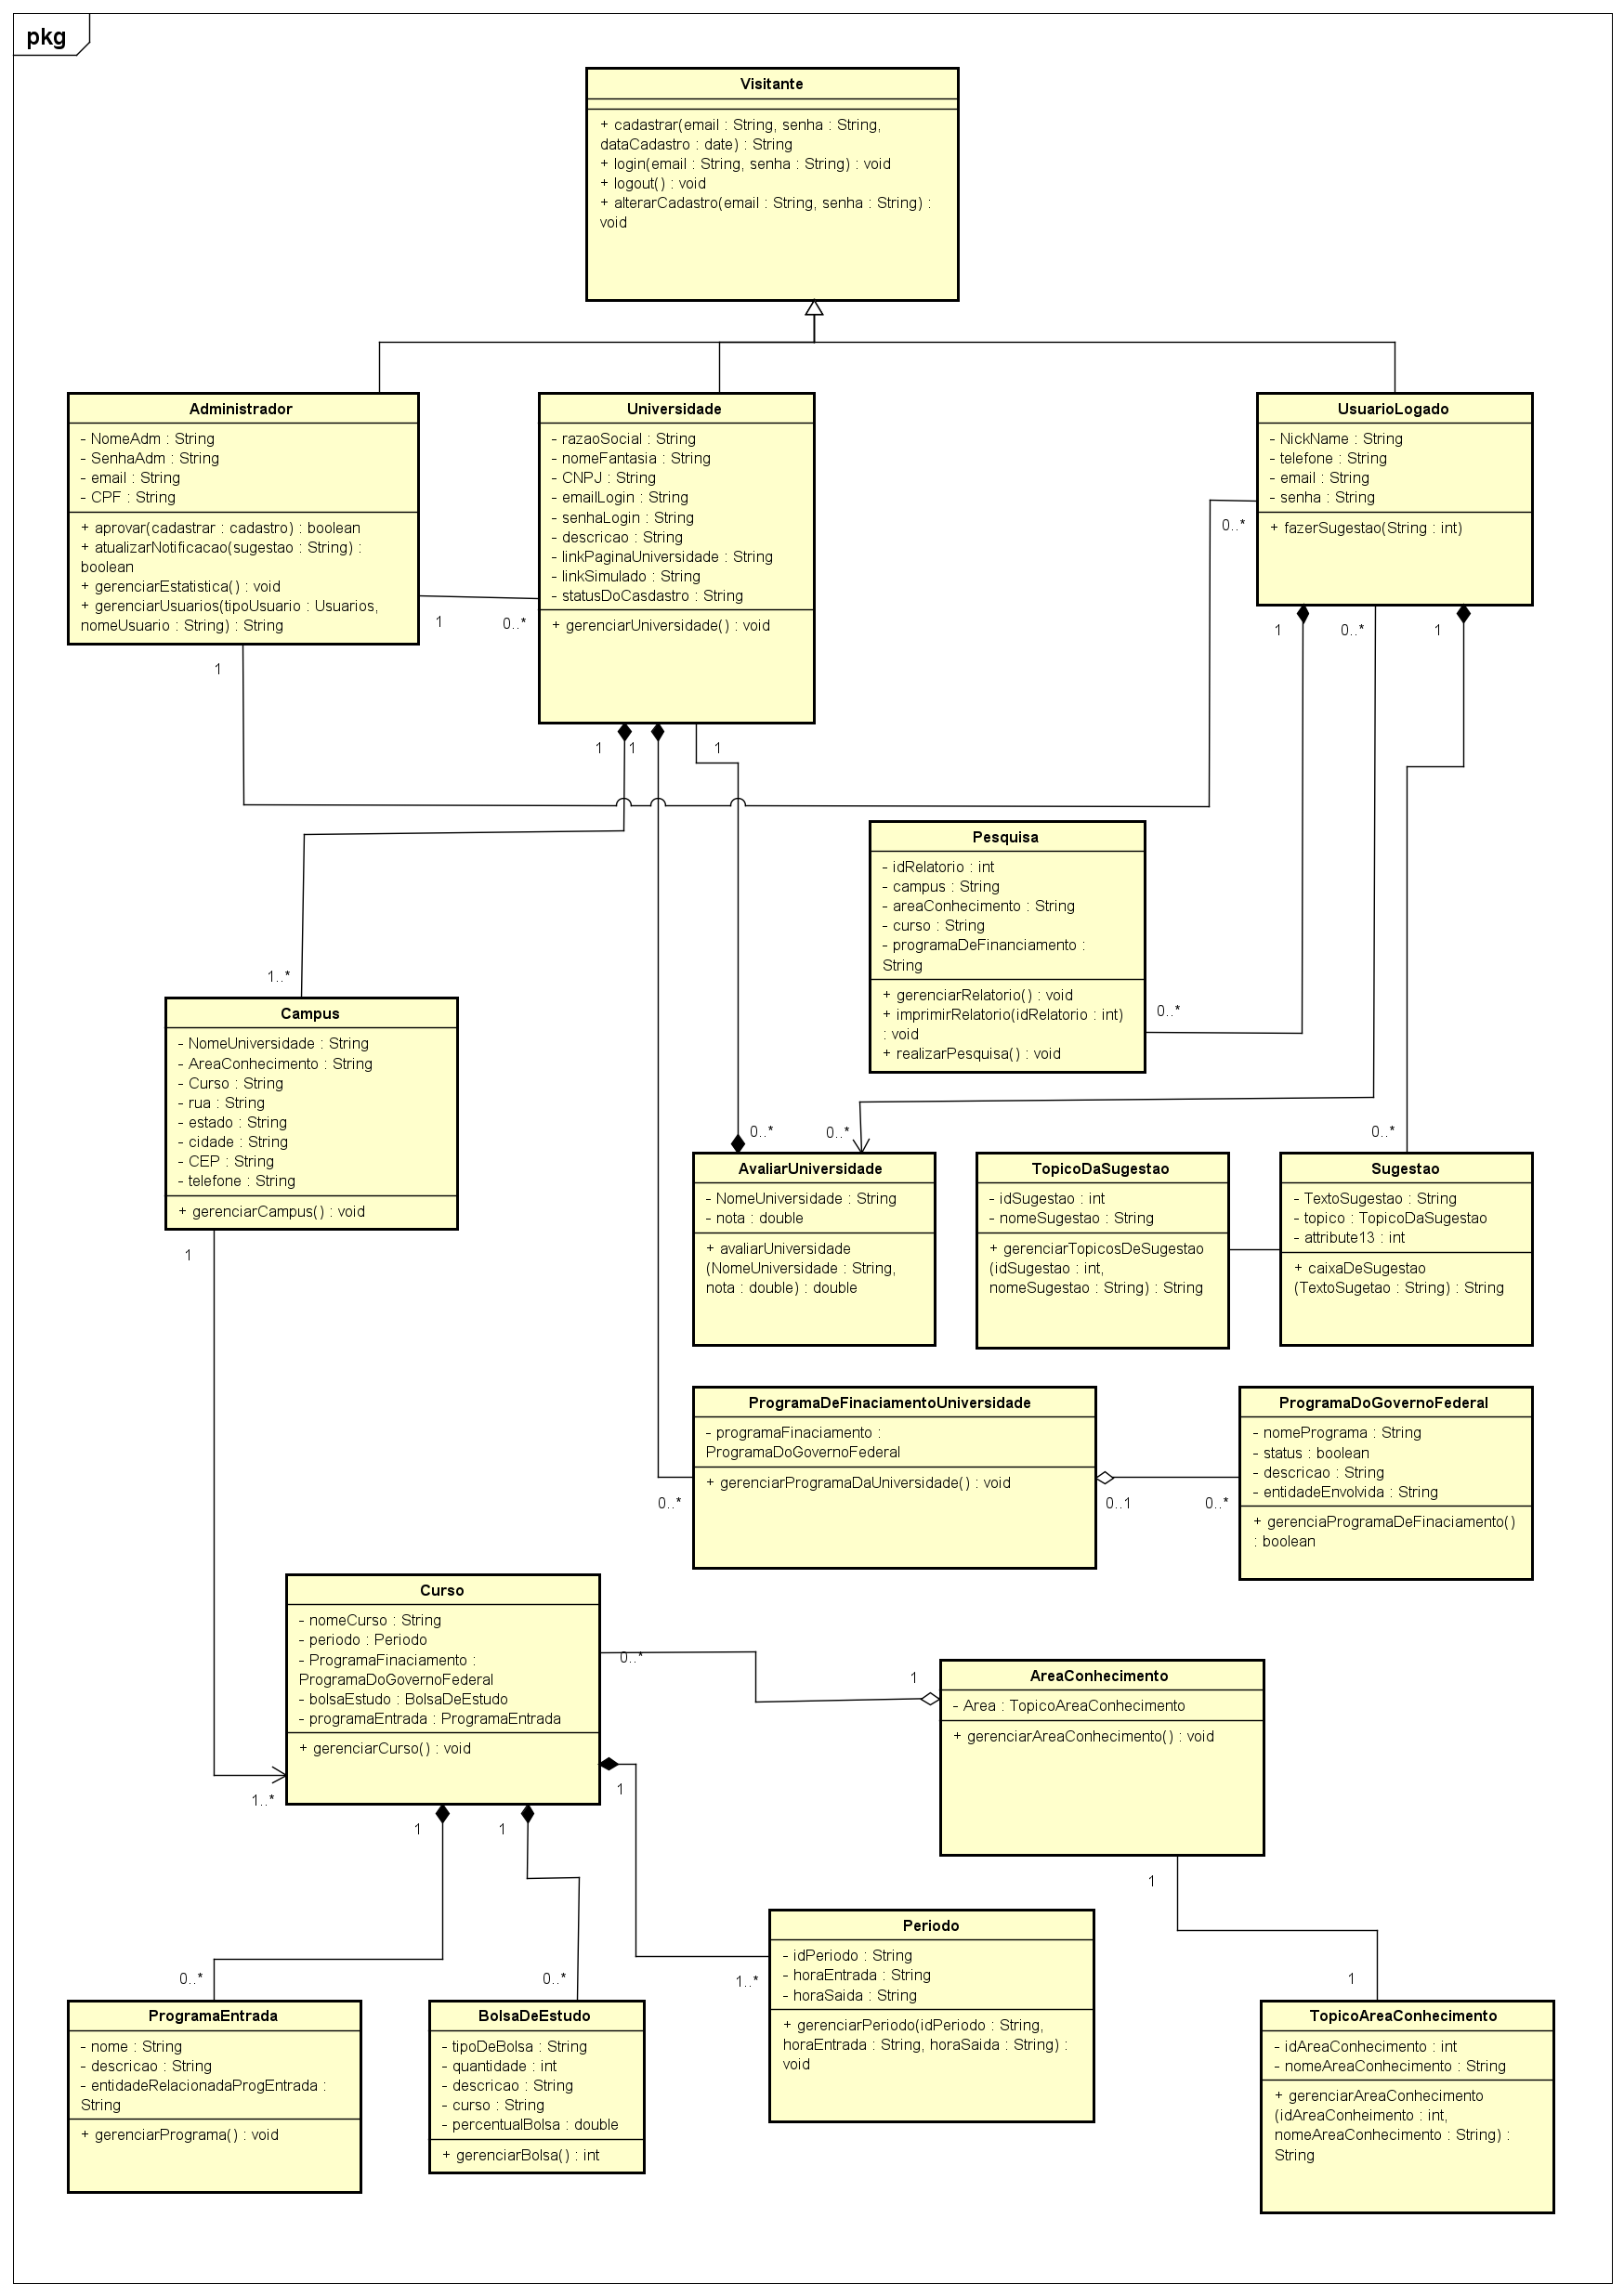 pkg
Visitante
+ cadastrar(email : String, senha : String,
dataCadastro : date) : String
+ login(email : String, senha : String) : void
+ logout() : void
+ alterarCadastro(email : String, senha : String) :
void
Administrador
- NomeAdm : String
- SenhaAdm : String
- email : String
- CPF : String
+ aprovar(cadastrar : cadastro) : boolean
+ atualizarNotificacao(sugestao : String) :
boolean
+ gerenciarEstatistica() : void
+ gerenciarUsuarios(tipoUsuario : Usuarios,
nomeUsuario : String) : String
1
0..*
1
Universidade
- razaoSocial : String
- nomeFantasia : String
- CNPJ : String
- emailLogin : String
- senhaLogin : String
- descricao : String
- linkPaginaUniversidade : String
- linkSimulado : String
- statusDoCasdastro : String
+ gerenciarUniversidade() : void
1
1
1
UsuarioLogado
- NickName : String
- telefone : String
- email : String
- senha : String
+ fazerSugestao(String : int)
0..*
1
0..*
1
Pesquisa
- idRelatorio : int
- campus : String
- areaConhecimento : String
- curso : String
- programaDeFinanciamento :
String
+ gerenciarRelatorio() : void
+ imprimirRelatorio(idRelatorio : int)
: void
+ realizarPesquisa() : void
0..*
1..*
Campus
- NomeUniversidade : String
- AreaConhecimento : String
- Curso : String
- rua : String
- estado : String
- cidade : String
- CEP : String
- telefone : String
+ gerenciarCampus() : void
1
0..*
0..*
0..*
AvaliarUniversidade
- NomeUniversidade : String
- nota : double
+ avaliarUniversidade
(NomeUniversidade : String,
nota : double) : double
TopicoDaSugestao
- idSugestao : int
- nomeSugestao : String
+ gerenciarTopicosDeSugestao
(idSugestao : int,
nomeSugestao : String) : String
Sugestao
- TextoSugestao : String
- topico : TopicoDaSugestao
- attribute13 : int
+ caixaDeSugestao
(TextoSugetao : String) : String
ProgramaDeFinaciamentoUniversidade
- programaFinaciamento :
ProgramaDoGovernoFederal
+ gerenciarProgramaDaUniversidade() : void
0..*
0..1
0..*
ProgramaDoGovernoFederal
- nomePrograma : String
- status : boolean
- descricao : String
- entidadeEnvolvida : String
+ gerenciaProgramaDeFinaciamento()
: boolean
Curso
- nomeCurso : String
- periodo : Periodo
- ProgramaFinaciamento :
ProgramaDoGovernoFederal
- bolsaEstudo : BolsaDeEstudo
- programaEntrada : ProgramaEntrada
+ gerenciarCurso() : void
0..*
1
1..*
1
1
1
AreaConhecimento
- Area : TopicoAreaConhecimento
+ gerenciarAreaConhecimento() : void
1
Periodo
- idPeriodo : String
- horaEntrada : String
- horaSaida : String
+ gerenciarPeriodo(idPeriodo : String,
horaEntrada : String, horaSaida : String) :
void
0..*
0..*
1..*
1
ProgramaEntrada
- nome : String
- descricao : String
- entidadeRelacionadaProgEntrada :
String
+ gerenciarPrograma() : void
BolsaDeEstudo
- tipoDeBolsa : String
- quantidade : int
- descricao : String
- curso : String
- percentualBolsa : double
+ gerenciarBolsa() : int
TopicoAreaConhecimento
- idAreaConhecimento : int
- nomeAreaConhecimento : String
+ gerenciarAreaConhecimento
(idAreaConheimento : int,
nomeAreaConhecimento : String) :
String